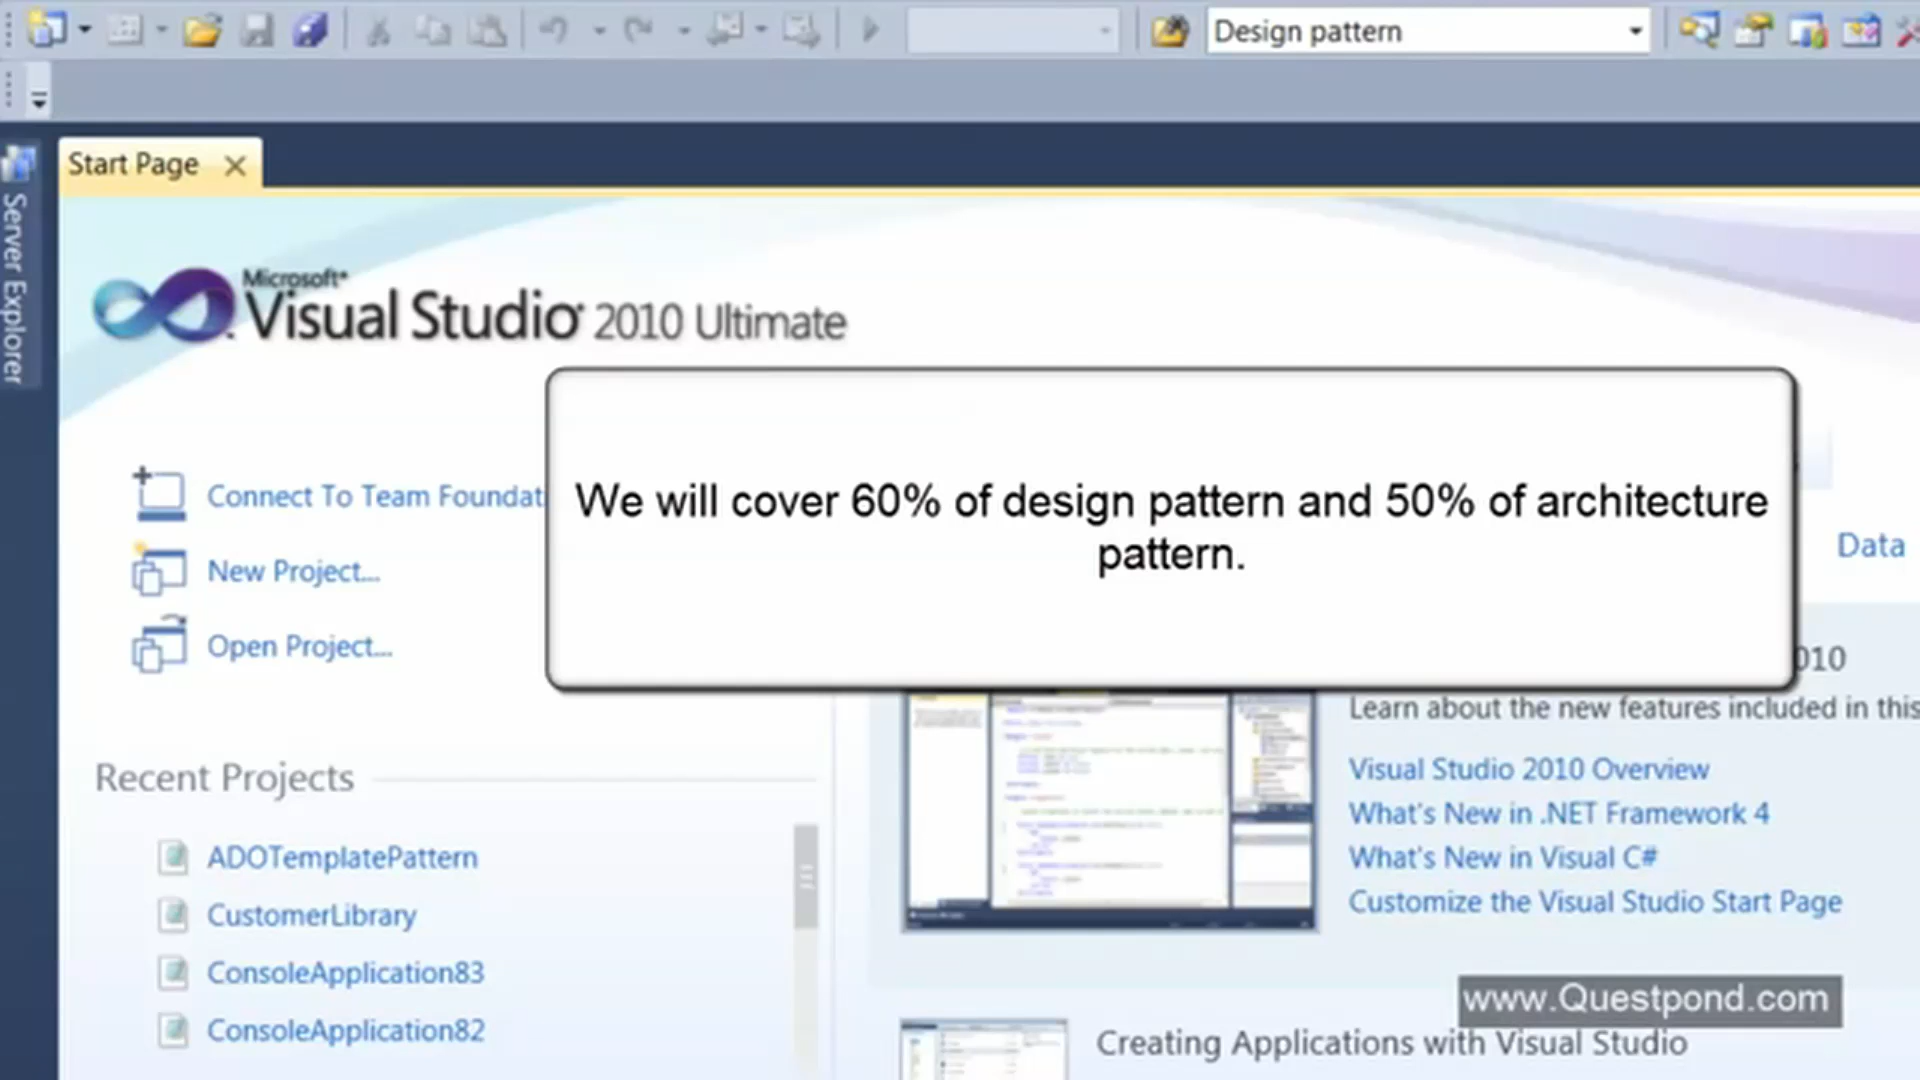 Design pattern
Start Page
Server Explorer
Microsoft®
Visual Studio® 2010 Ultimate
We will cover 60% of design pattern and 50% of architecture
pattern.
Connect To Team Foundat
New Project...
Open Project...
Data
010
Learn about the new features included in this
Visual Studio 2010 Overview
What's New in .NET Framework 4
What's New in Visual C#
Customize the Visual Studio Start Page
Recent Projects
ADOTemplatePattern
CustomerLibrary
ConsoleApplication83
ConsoleApplication82
www.Questpond.com
Creating Applications with Visual Studio